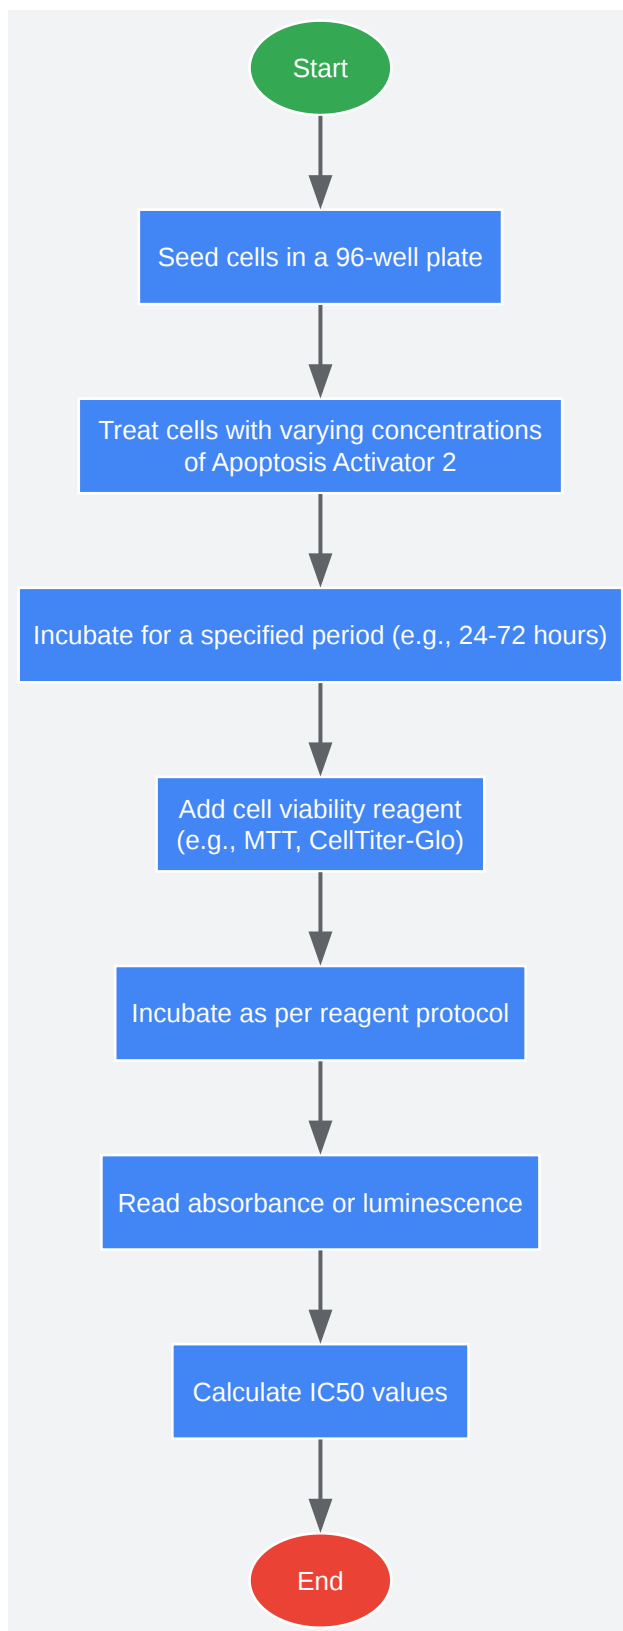 Start
Seed cells in a 96-well plate
Treat cells with varying concentrations
of Apoptosis Activator 2
Incubate for a specified period (e.g., 24-72 hours)
Add cell viability reagent
(e.g., MTT, CellTiter-Glo)
Incubate as per reagent protocol
Read absorbance or luminescence
Calculate IC50 values
End